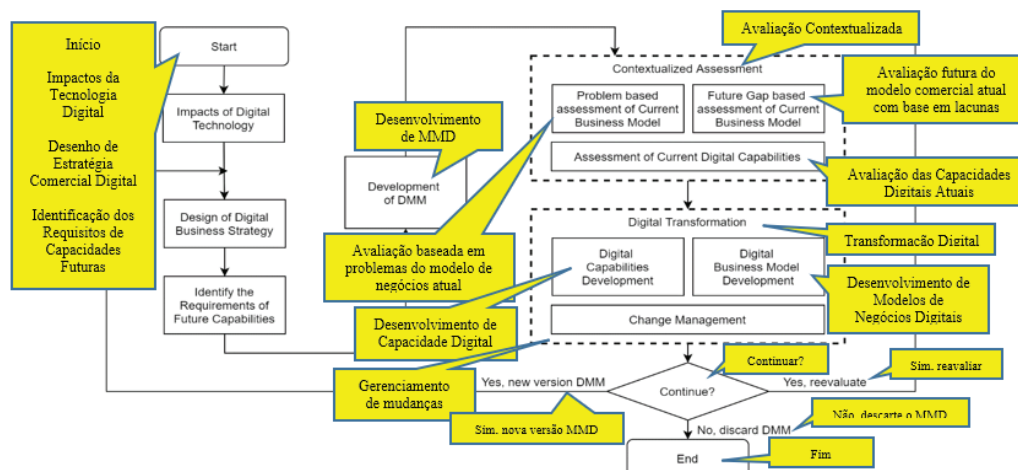 Início
Impactos da
Tecnologia
Digital
Desenho de
Estratégia
Comercial Digital
Identificação dos
Requisitos de
Capacidades
Futuras
Start
Impacts of Digital
Technology
Design of Digital
Business Strategy
Identify the
Requirements of
Future Capabilities
Desenvolvimento
de MMD
Development
of DMM
Avaliação baseada em
problemas do modelo de
negócios atual
Desenvolvimento de
Capacidade Digital
Gerenciamento
de mudanças
Avaliação Contextualizada
Contextualized Assessment
Problem based
assessment of Current
Business Model
Future Gap based
assessment of Current
Business Model
Avaliação futura do
modelo comercial atual
com base em lacunas
Assessment of Current Digital Capabilities
Avaliação das Capacidades
Digitais Atuais
Digital Transformation
Transformação Digital
Digital
Capabilities
Development
Digital
Business Model
Development
Desenvolvimento de
Modelos de
Negócios Digitais
Change Management
Continuar?
Yes, new version DMM
Continue?
Yes, reevaluate
Sim. reavaliar
Sim. nova versão MMD
No, discard DMM
Não, descarte o MMD
End
Fim